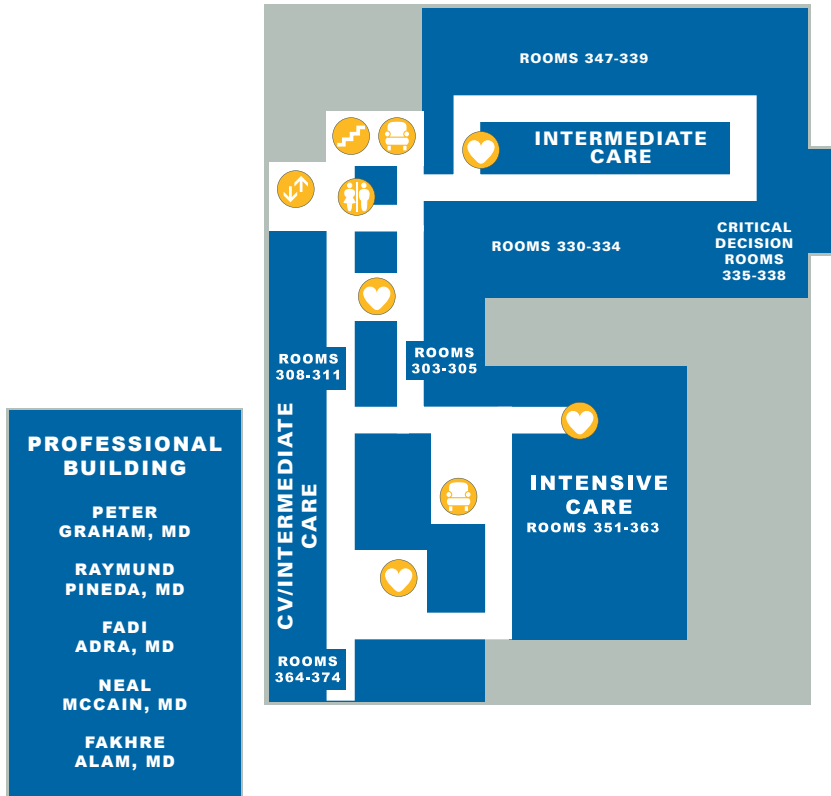 ROOMS 347-339
INTERMEDIATE
CARE
ROOMS 330-334
CRITICAL
DECISION
ROOMS
335-338
ROOMS
308-311
ROOMS
303-305
CV/INTERMEDIATE
CARE
INTENSIVE
CARE
ROOMS 351-363
ROOMS
364-374
PROFESSIONAL
BUILDING
PETER
GRAHAM, MD
RAYMUND
PINEDA, MD
FADI
ADRA, MD
NEAL
MCCAIN, MD
FAKHRE
ALAM, MD